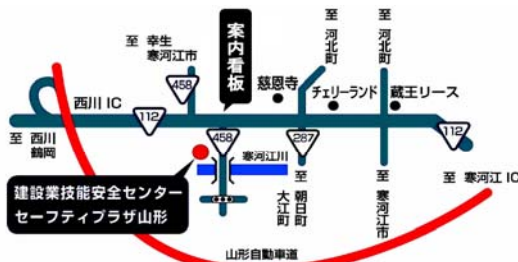 至 幸生
寒河江市
458
案内看板
至 河北町
至 河北町
慈恩寺
チェリーランド
蔵王リース
西川 IC
112
至 西川
鶴岡
458
寒河江川
287
112
建設業技能安全センター
セーフティプラザ山形
至 朝日町
大江町
至 寒河江市
至 寒河江 IC
山形自動車道